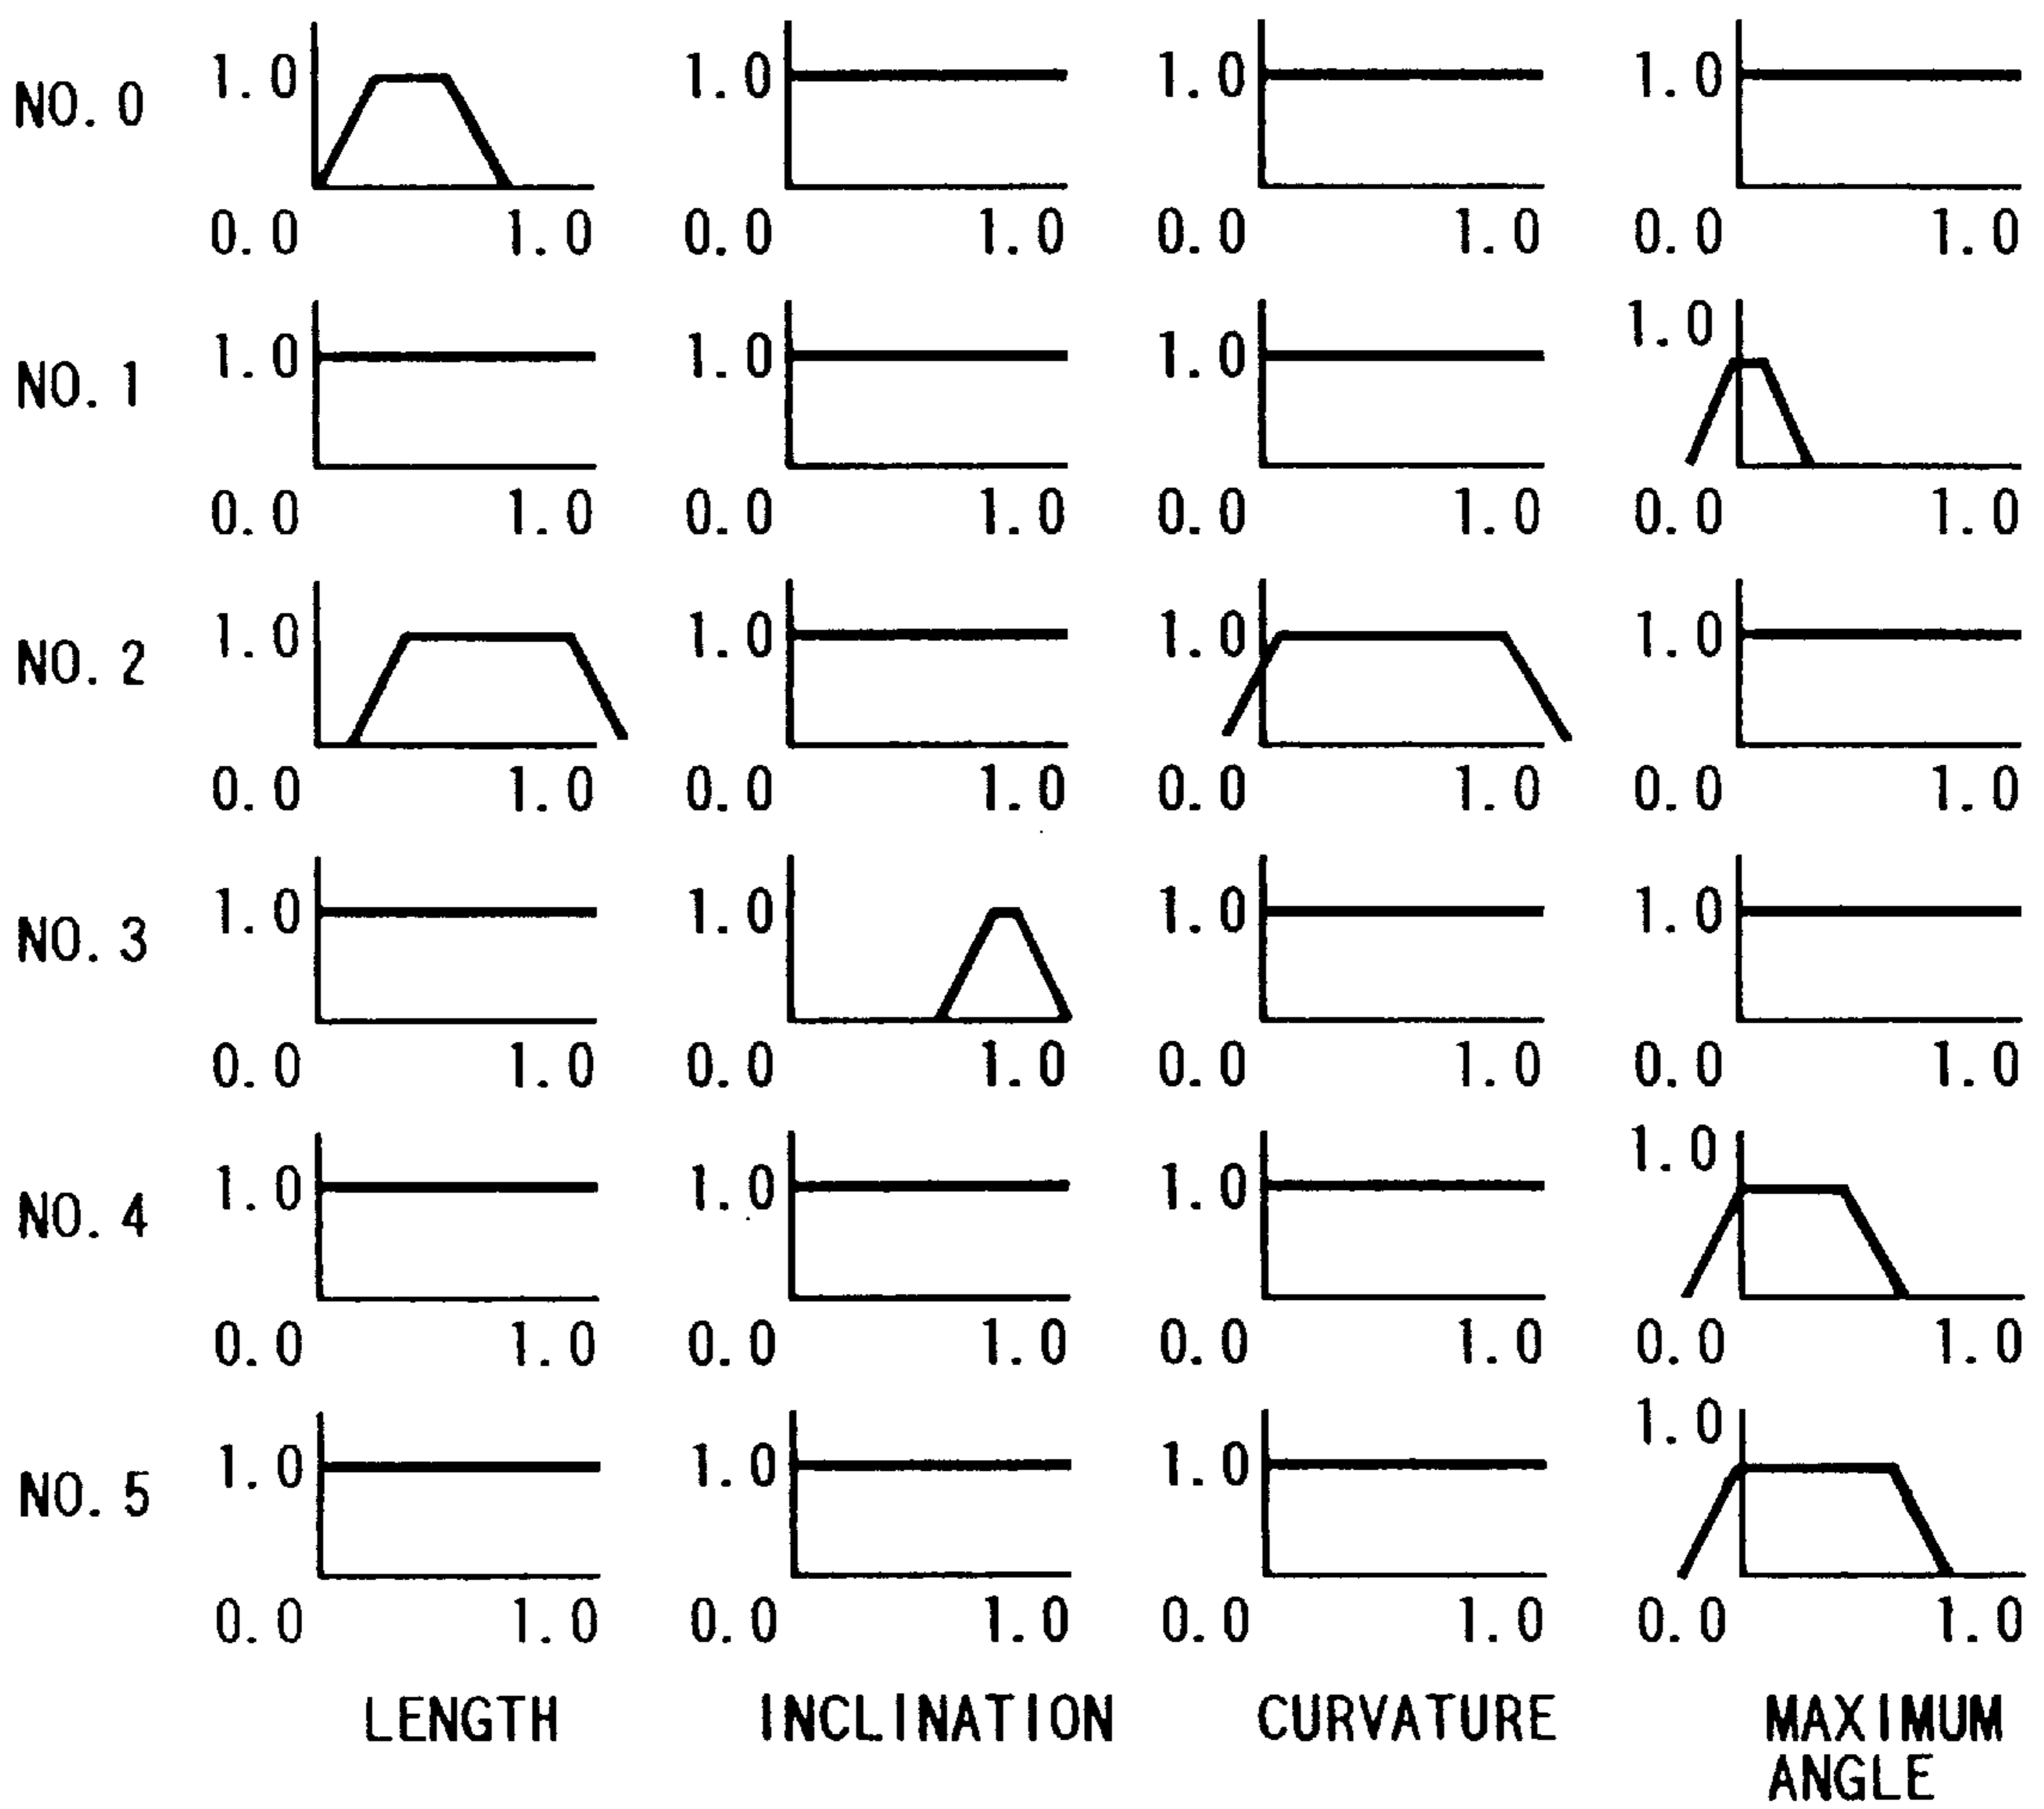 NO. 0 1.0 1.0 1.0 1.0
0.0 1.0 0.0 1.0 0.0 1.0 0.0 1.0
NO. 1 1.0 1.0 1.0 1.0
0.0 1.0 0.0 1.0 0.0 1.0 0.0 1.0
NO. 2 1.0 1.0 1.0 1.0
0.0 1.0 0.0 1.0 0.0 1.0 0.0 1.0
NO. 3 1.0 1.0 1.0 1.0
0.0 1.0 0.0 1.0 0.0 1.0 0.0 1.0
NO. 4 1.0 1.0 1.0 1.0
0.0 1.0 0.0 1.0 0.0 1.0 0.0 1.0
NO. 5 1.0 1.0 1.0 1.0
0.0 1.0 0.0 1.0 0.0 1.0 0.0 1.0
LENGTH INCLINATION CURVATURE MAXIMUM
ANGLE